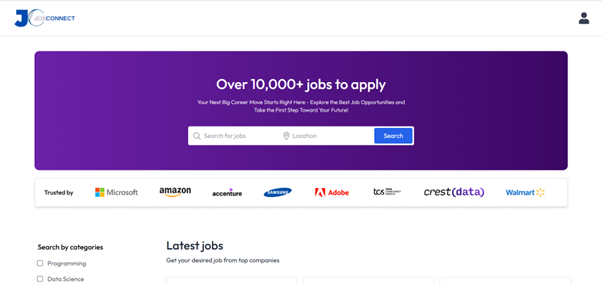 JOB CONNECT
Over 10,000+ jobs to apply
Your Next Big Career Move Starts Right Here - Explore the Best Job Opportunities and
Take the First Step Toward Your Future!
Search for jobs
Location
Search
Trusted by
Microsoft
amazon
accenture
SAMSUNG
Adobe
tcs
TATA
CONSULTANCY
SERVICES
crest(data)
Walmart
Search by categories
Latest jobs
Get your desired job from top companies
Programming
Data Science